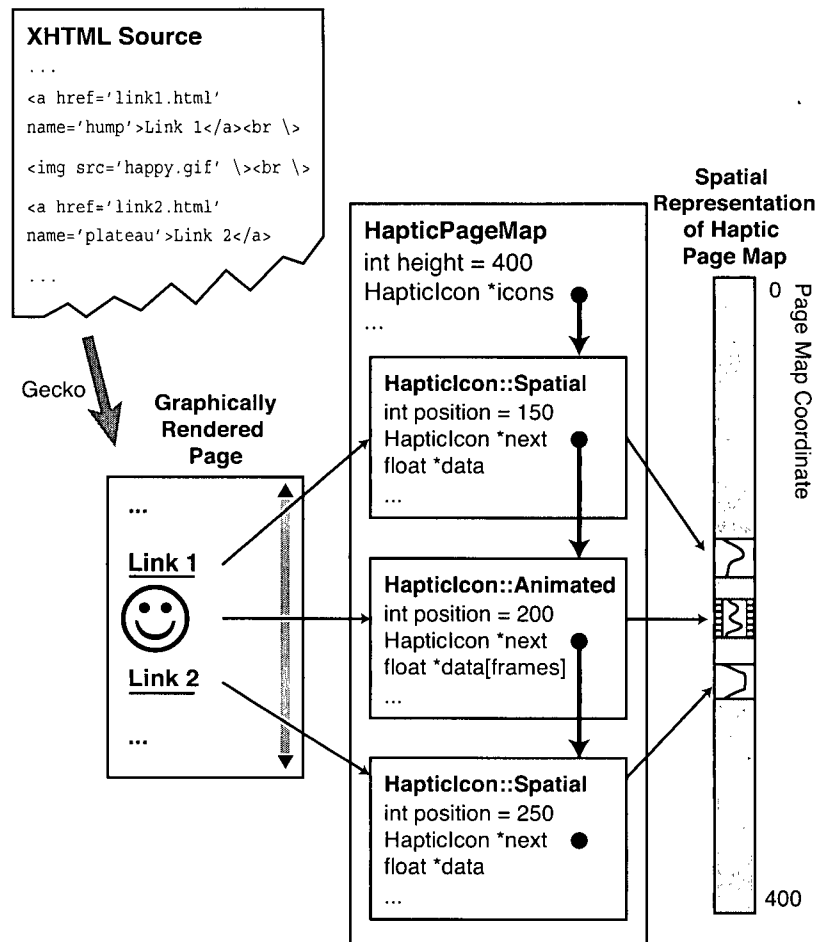 XHTML Source
...
<a href='link1.html'
name='hump'>Link 1</a><br \>
<img src='happy.gif' \><br \>
<a href='link2.html'
name='plateau'>Link 2</a>
...
Gecko
Graphically
Rendered
Page
...
Link 1
Link 2
...
HapticPageMap
int height = 400
HapticIcon *icons
...
HapticIcon::Spatial
int position = 150
HapticIcon *next
float *data
...
HapticIcon::Animated
int position = 200
HapticIcon *next
float *data[frames]
...
HapticIcon::Spatial
int position = 250
HapticIcon *next
float *data
...
Spatial
Representation
of Haptic
Page Map
0
Page Map Coordinate
400